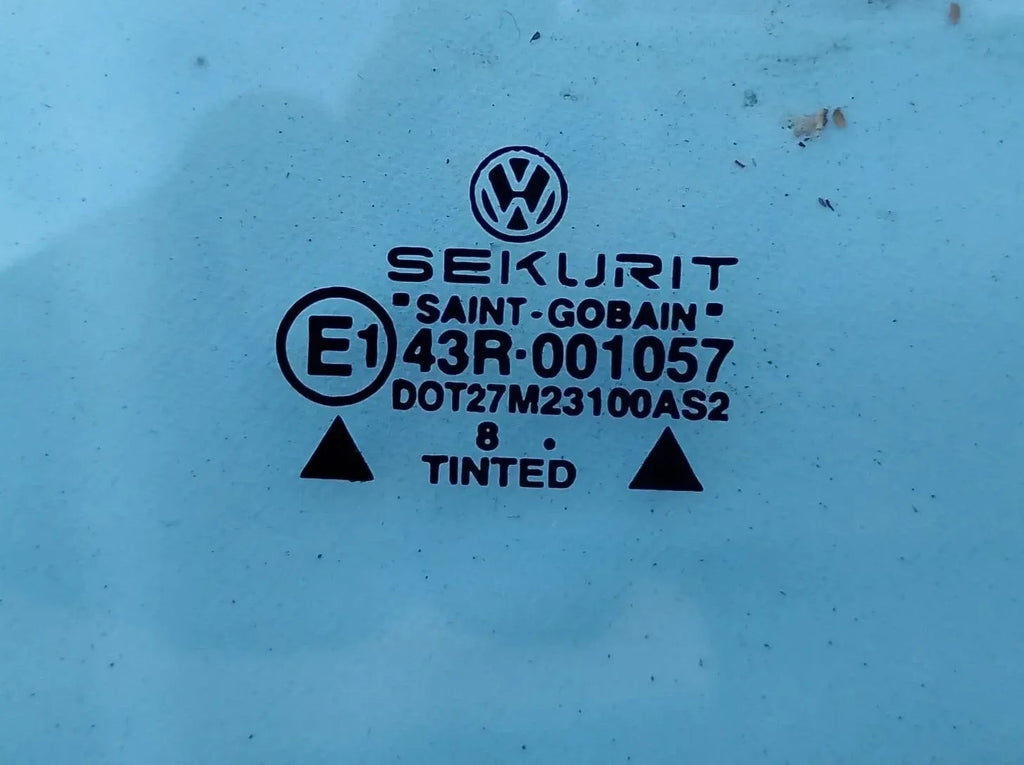 SEKURIT
"SAINT-GOBAIN"
E1 43R·001057
DOT27M23100AS2
8 .
TINTED